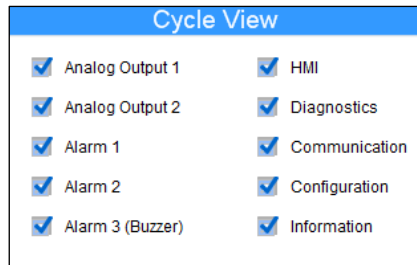 Cycle View
Analog Output 1
HMI
Analog Output 2
Diagnostics
Alarm 1
Communication
Alarm 2
Configuration
Alarm 3 (Buzzer)
Information